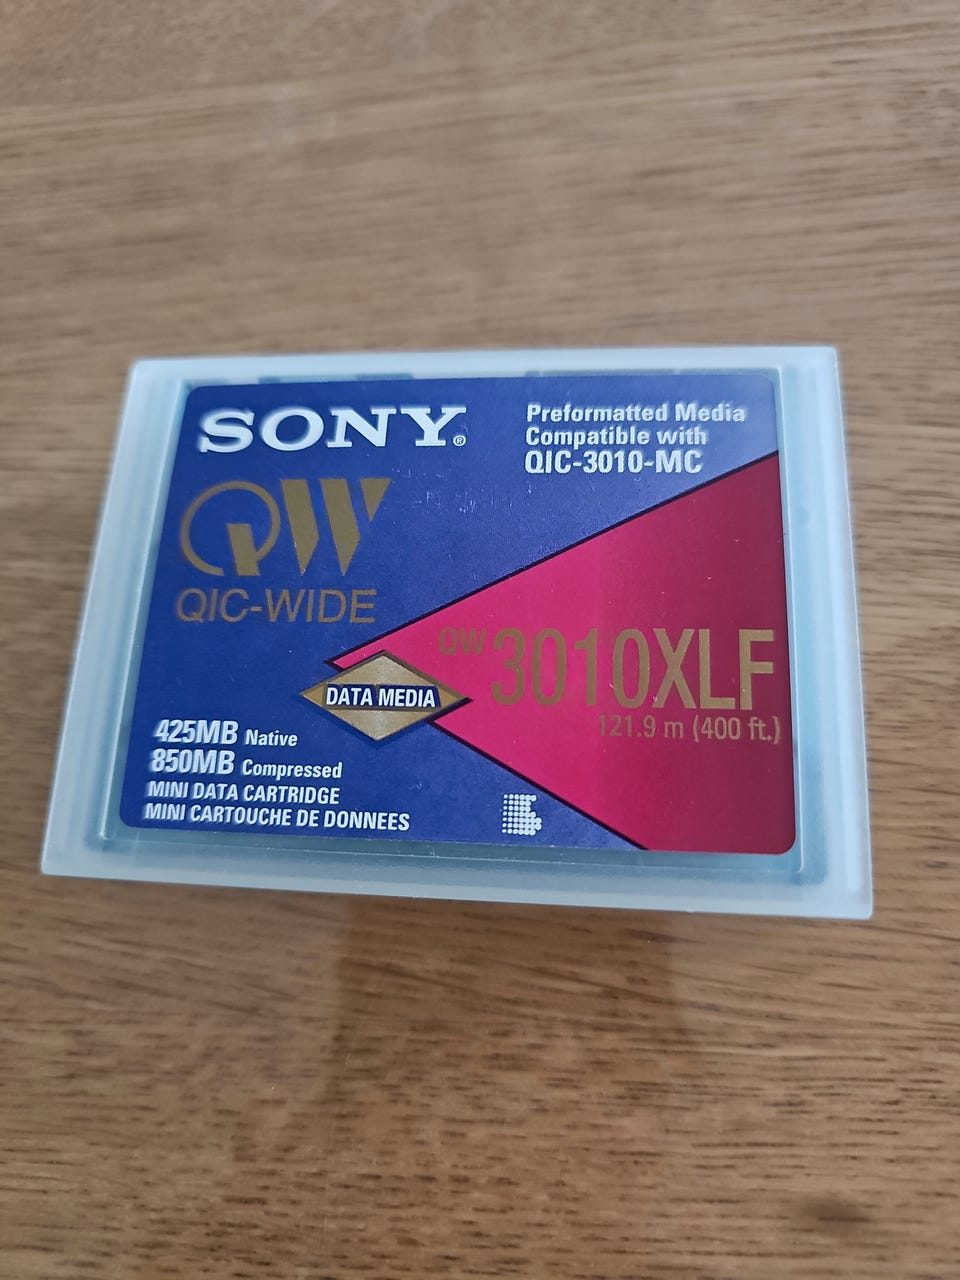 SONY®
Preformatted Media
Compatible with
QIC-3010-MC
QW
QIC-WIDE
QW 3010XLF
121.9 m (400 ft.)
DATA MEDIA
425MB Native
850MB Compressed
MINI DATA CARTRIDGE
MINI CARTOUCHE DE DONNEES